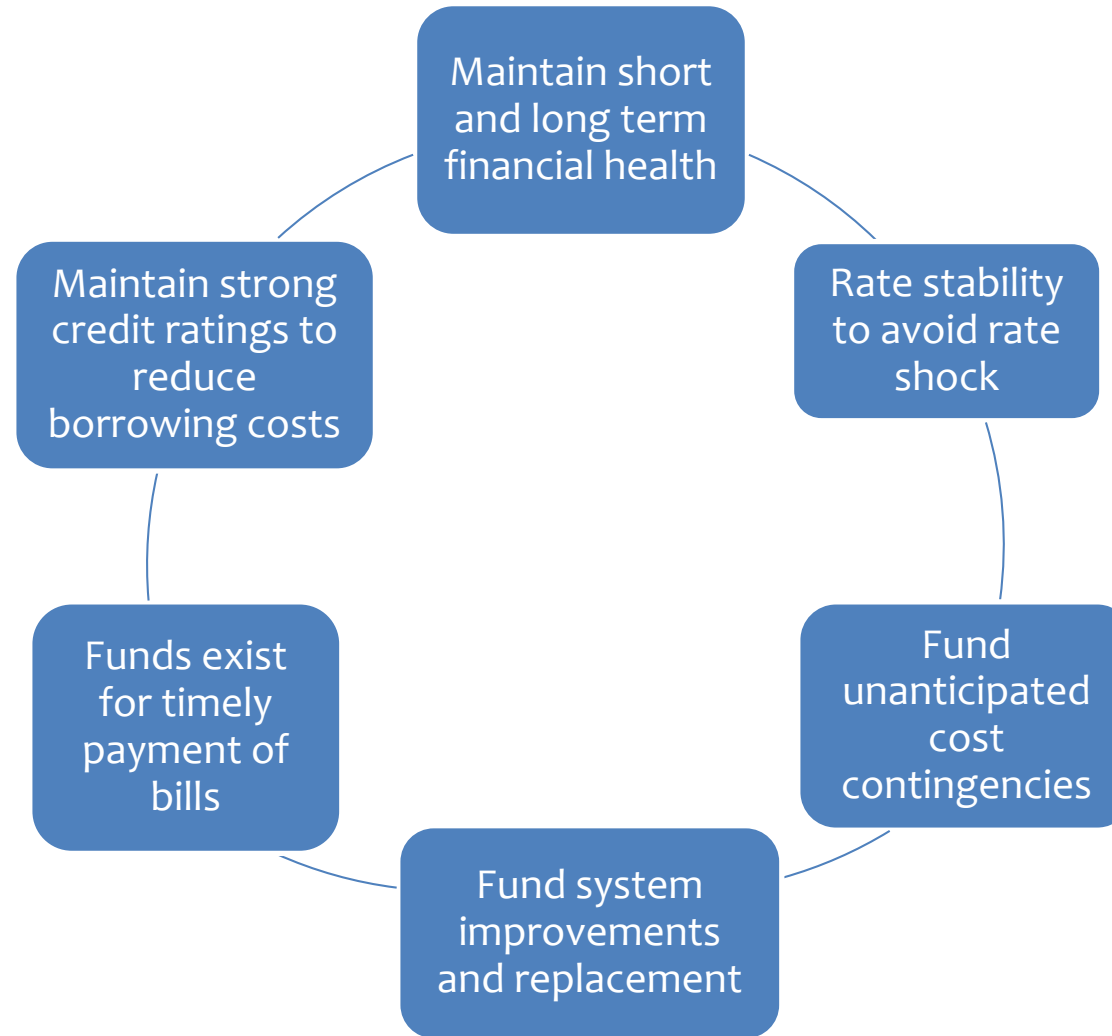 Maintain short
and long term
financial health
Rate stability
to avoid rate
shock
Fund
unanticipated
cost
contingencies
Fund system
improvements
and replacement
Funds exist
for timely
payment of
bills
Maintain strong
credit ratings to
reduce
borrowing costs